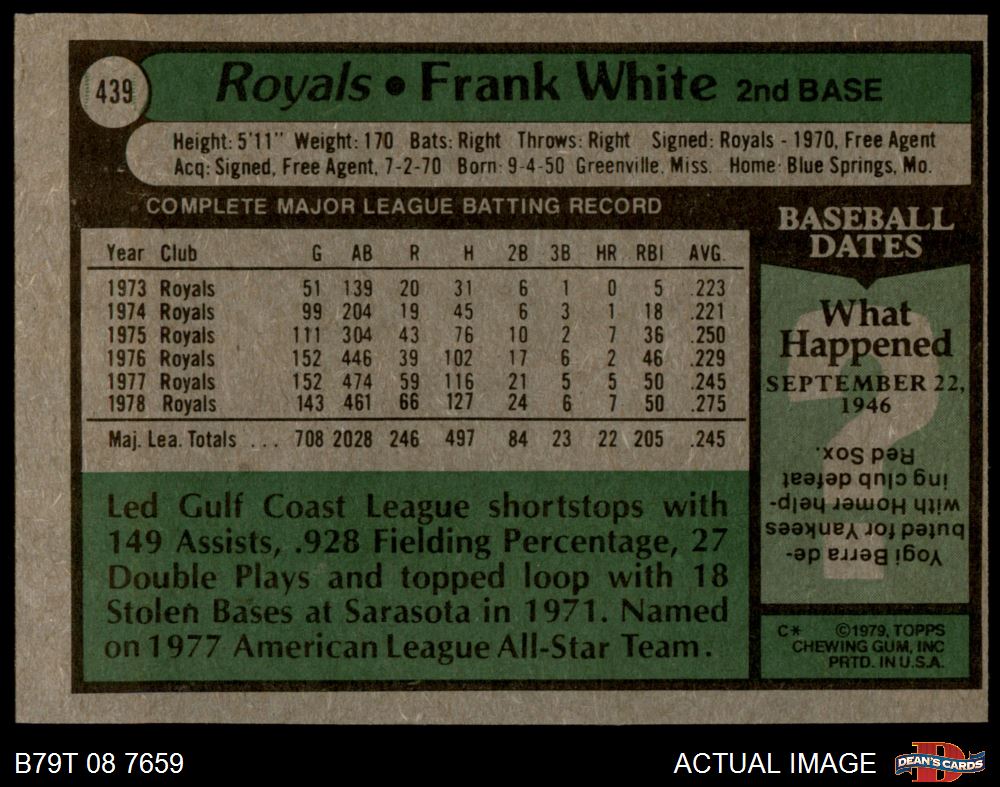 439
Royals • Frank White 2nd BASE
Height: 5'11" Weight: 170 Bats: Right Throws: Right Signed: Royals - 1970, Free Agent
Acq: Signed, Free Agent, 7-2-70 Born: 9-4-50 Greenville, Miss. Home: Blue Springs, Mo.
COMPLETE MAJOR LEAGUE BATTING RECORD
Year Club G AB R H 2B 3B HR RBI AVG.
1973 Royals 51 139 20 31 6 1 0 5 .223
1974 Royals 99 204 19 45 6 3 1 18 .221
1975 Royals 111 304 43 76 10 2 7 36 .250
1976 Royals 152 446 39 102 17 6 2 46 .229
1977 Royals 152 474 59 116 21 5 5 50 .245
1978 Royals 143 461 66 127 24 6 7 50 .275
Maj. Lea. Totals ... 708 2028 246 497 84 23 22 205 .245
Led Gulf Coast League shortstops with
149 Assists, .928 Fielding Percentage, 27
Double Plays and topped loop with 18
Stolen Bases at Sarasota in 1971. Named
on 1977 American League All-Star Team.
BASEBALL
DATES
What
Happened
SEPTEMBER 22,
1946
Yogi Berra de-
buted for Yankees
with Homer help-
ing club defeat
Red Sox.
C* ©1979, TOPPS
CHEWING GUM, INC
PRTD. IN U.S.A.
B79T 08 7659
ACTUAL IMAGE
D
DEAN'S CARDS